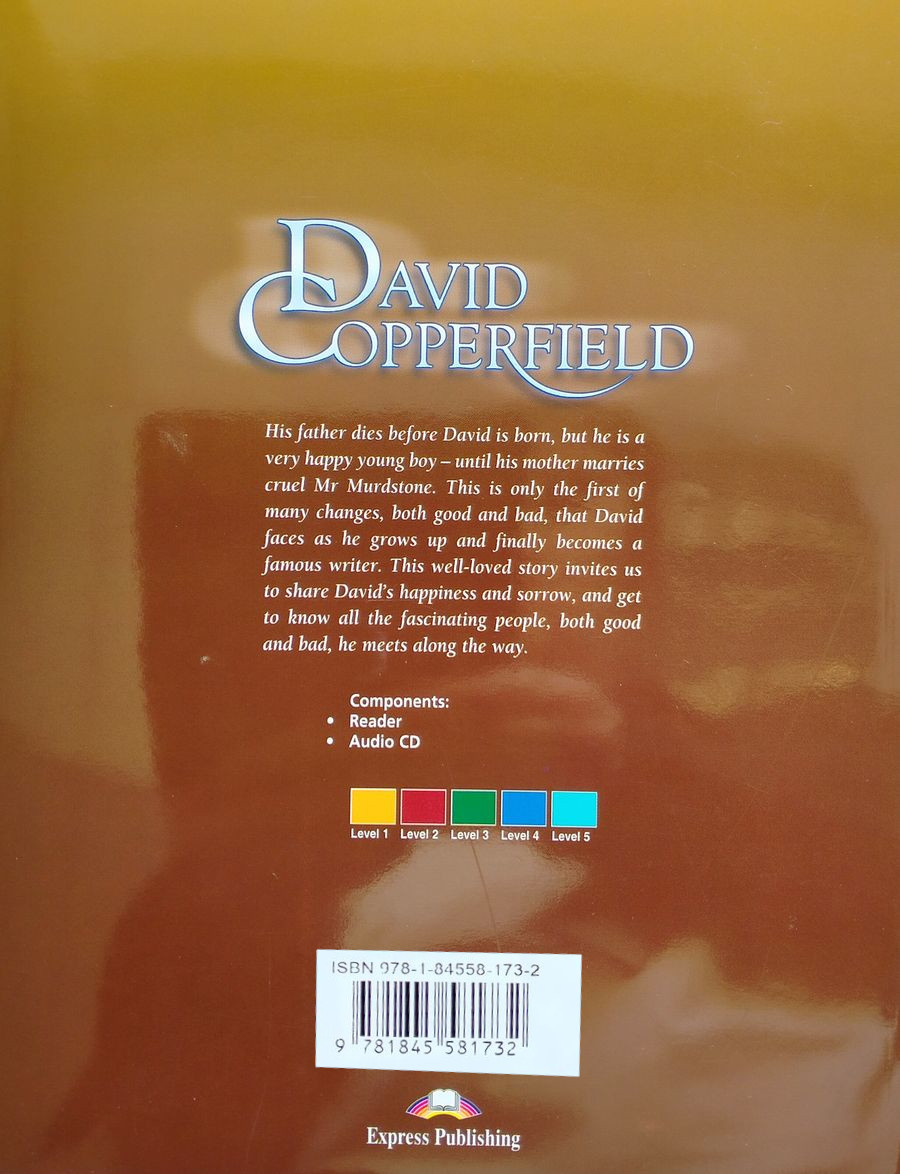 DAVID
COPPERFIELD
His father dies before David is born, but he is a
very happy young boy – until his mother marries
cruel Mr Murdstone. This is only the first of
many changes, both good and bad, that David
faces as he grows up and finally becomes a
famous writer. This well-loved story invites us
to share David's happiness and sorrow, and get
to know all the fascinating people, both good
and bad, he meets along the way.
Components:
• Reader
• Audio CD
Level 1 Level 2 Level 3 Level 4 Level 5
ISBN 978-1-84558-173-2
9 781845 581732
Express Publishing